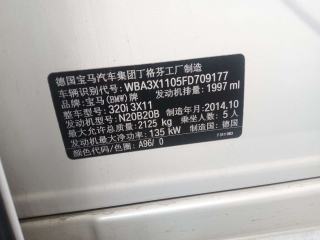 德国宝马汽车集团丁格芬工厂制造
车辆识别代号: WBA3X1105FD709177
品牌: 宝马(BMW)牌 发动机排量: 1997 ml
整车型号: 320i 3X11
发动机型号: N20B20B 制造年月: 2014.10
最大允许总质量: 2125 kg 乘坐人数: 5人
发动机最大净功率: 135 kW 制造国: 德国
颜色代码/色图: A96/ 0